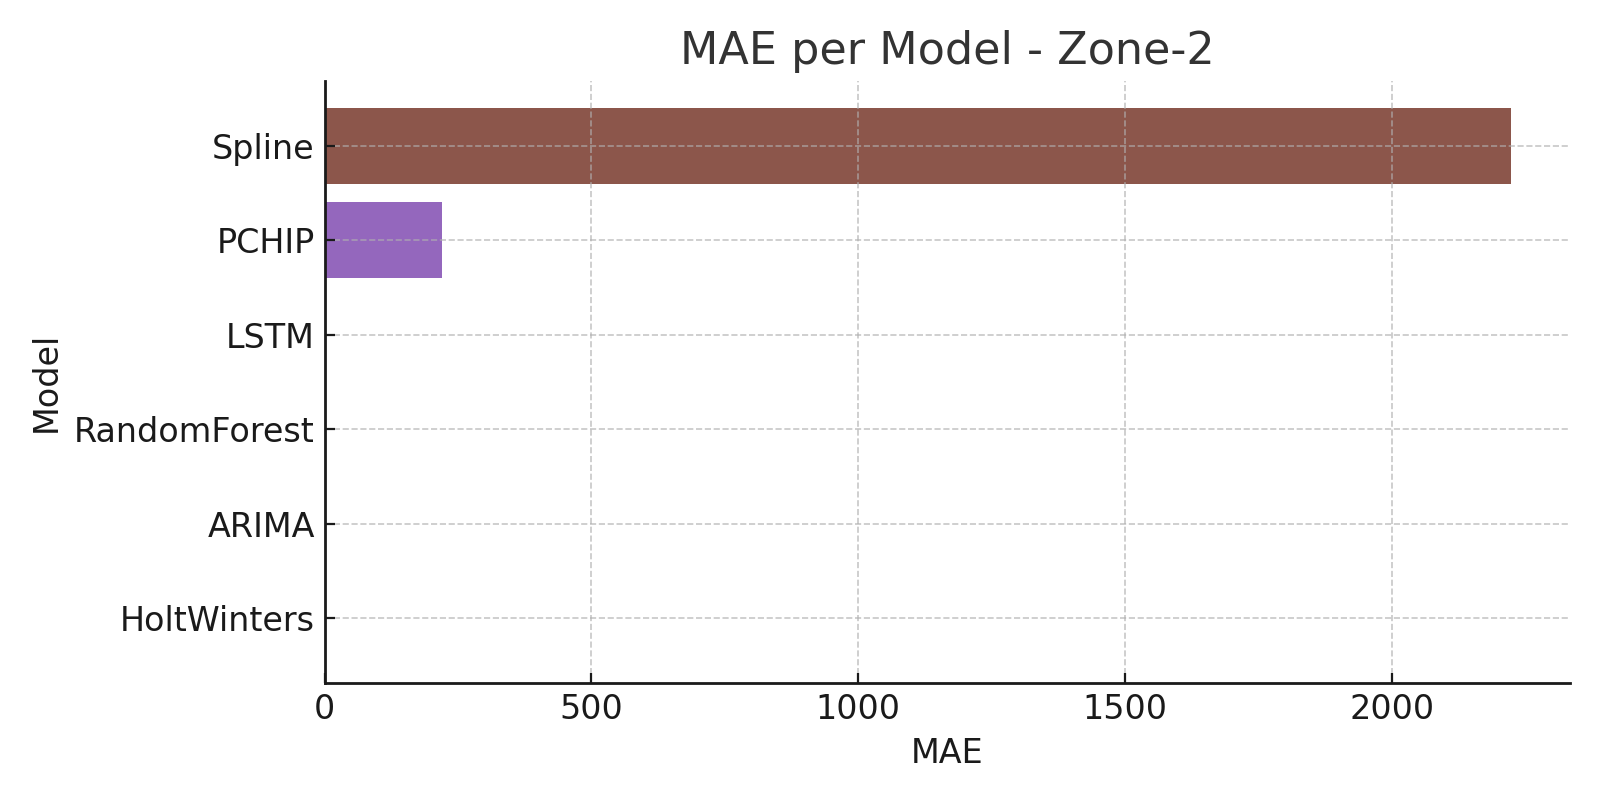 MAE per Model - Zone-2
Spline
PCHIP
LSTM
RandomForest
ARIMA
HoltWinters
Model
0 500 1000 1500 2000
MAE